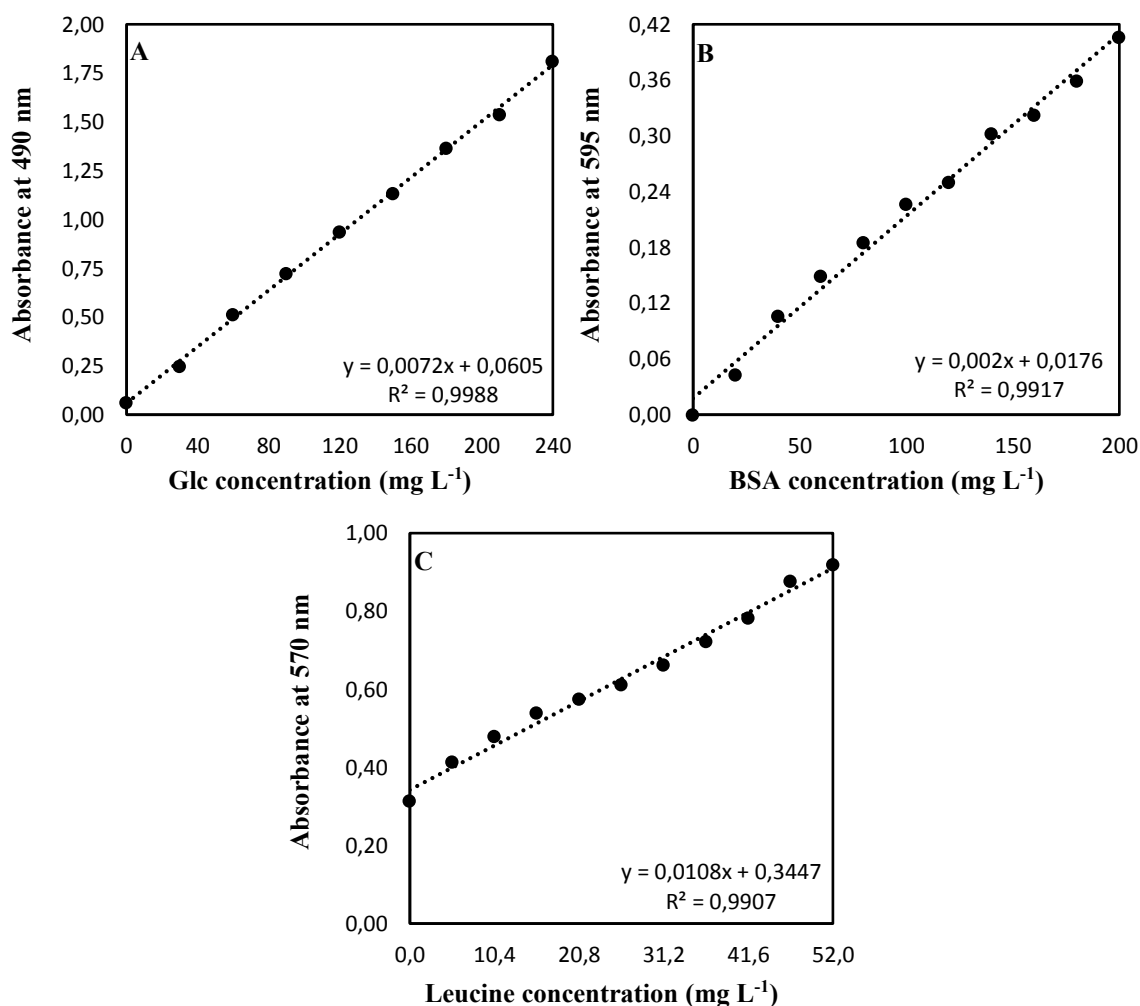 A
Absorbance at 490 nm
2,00
1,75
1,50
1,25
1,00
0,75
0,50
0,25
0,00
y = 0,0072x + 0,0605
R² = 0,9988
0 40 80 120 160 210 240
Glc concentration (mg L⁻¹)
B
Absorbance at 595 nm
0,42
0,36
0,30
0,24
0,18
0,12
0,06
0,00
y = 0,002x + 0,0176
R² = 0,9917
0 50 100 150 200
BSA concentration (mg L⁻¹)
C
Absorbance at 570 nm
1,00
0,80
0,60
0,40
0,20
0,00
y = 0,0108x + 0,3447
R² = 0,9907
0,0 10,4 20,8 31,2 41,6 52,0
Leucine concentration (mg L⁻¹)